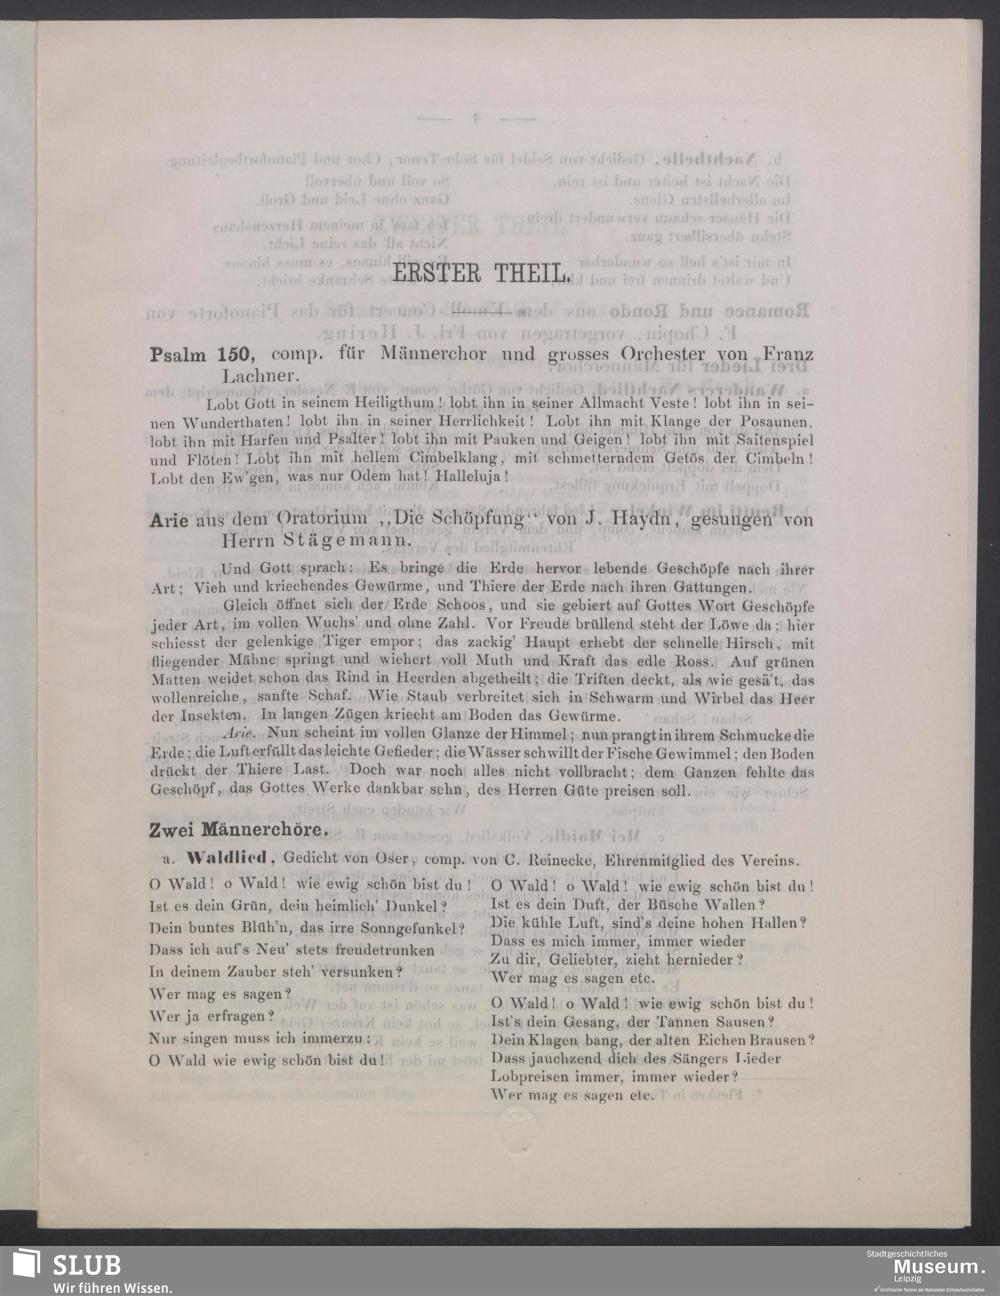 ERSTER THEIL.
Psalm 150, comp. für Männerchor und grosses Orchester von Franz
Lachner.
Lobt Gott in seinem Heiligthum! lobt ihn in seiner Allmacht Veste! lobt ihn in sei-
nen Wunderthaten! lobt ihn in seiner Herrlichkeit! Lobt ihn mit Klange der Posaunen,
lobt ihn mit Harfen und Psalter! lobt ihn mit Pauken und Geigen! lobt ihn mit Saitenspiel
und Flöten! Lobt ihn mit hellem Cimbelklang, mit schmetterndem Getös der Cimbeln!
Lobt den Ew'gen, was nur Odem hat! Halleluja!
Arie aus dem Oratorium ,,Die Schöpfung“ von J. Haydn, gesungen von
Herrn Stägemann.
Und Gott sprach: Es bringe die Erde hervor lebende Geschöpfe nach ihrer
Art; Vieh und kriechendes Gewürme, und Thiere der Erde nach ihren Gattungen.
Gleich öffnet sich der Erde Schoos, und sie gebiert auf Gottes Wort Geschöpfe
jeder Art, im vollen Wuchs' und ohne Zahl. Vor Freude brüllend steht der Löwe da; hier
schiesst der gelenkige Tiger empor; das zackig' Haupt erhebt der schnelle Hirsch, mit
fliegender Mähne springt und wiehert voll Muth und Kraft das edle Ross. Auf grünen
Matten weidet schon das Rind in Heerden abgetheilt; die Triften deckt, als wie gesä't, das
wollenreiche, sanfte Schaf. Wie Staub verbreitet sich in Schwarm und Wirbel das Heer
der Insekten. In langen Zügen kriecht am Boden das Gewürme.
Arie. Nun scheint im vollen Glanze der Himmel; nun prangt in ihrem Schmucke die
Erde; die Luft erfüllt das leichte Gefieder; die Wässer schwillt der Fische Gewimmel; den Boden
drückt der Thiere Last. Doch war noch alles nicht vollbracht; dem Ganzen fehlte das
Geschöpf, das Gottes Werke dankbar sehn, des Herren Güte preisen soll.
Zwei Männerchöre.
a. Waldlied, Gedicht von Oser, comp. von C. Reinecke, Ehrenmitglied des Vereins.
O Wald! o Wald! wie ewig schön bist du!
Ist es dein Grün, dein heimlich' Dunkel?
Dein buntes Blüh'n, das irre Sonngefunkel?
Dass ich auf's Neu' stets freudetrunken
In deinem Zauber steh' versunken?
Wer mag es sagen?
Wer ja erfragen?
Nur singen muss ich immerzu:
O Wald wie ewig schön bist du!
O Wald! o Wald! wie ewig schön bist du!
Ist es dein Duft, der Büsche Wallen?
Die kühle Luft, sind's deine hohen Hallen?
Dass es mich immer, immer wieder
Zu dir, Geliebter, zieht hernieder?
Wer mag es sagen etc.
O Wald! o Wald! wie ewig schön bist du!
Ist's dein Gesang, der Tannen Sausen?
Dein Klagen bang, der alten Eichen Brausen?
Dass jauchzend dich des Sängers Lieder
Lobpreisen immer, immer wieder?
Wer mag es sagen etc.
SLUB
Wir führen Wissen.
Stadtgeschichtliches
Museum.
Leipzig
Zertifizierter Partner der Nationalen Klimaschutzinitiative